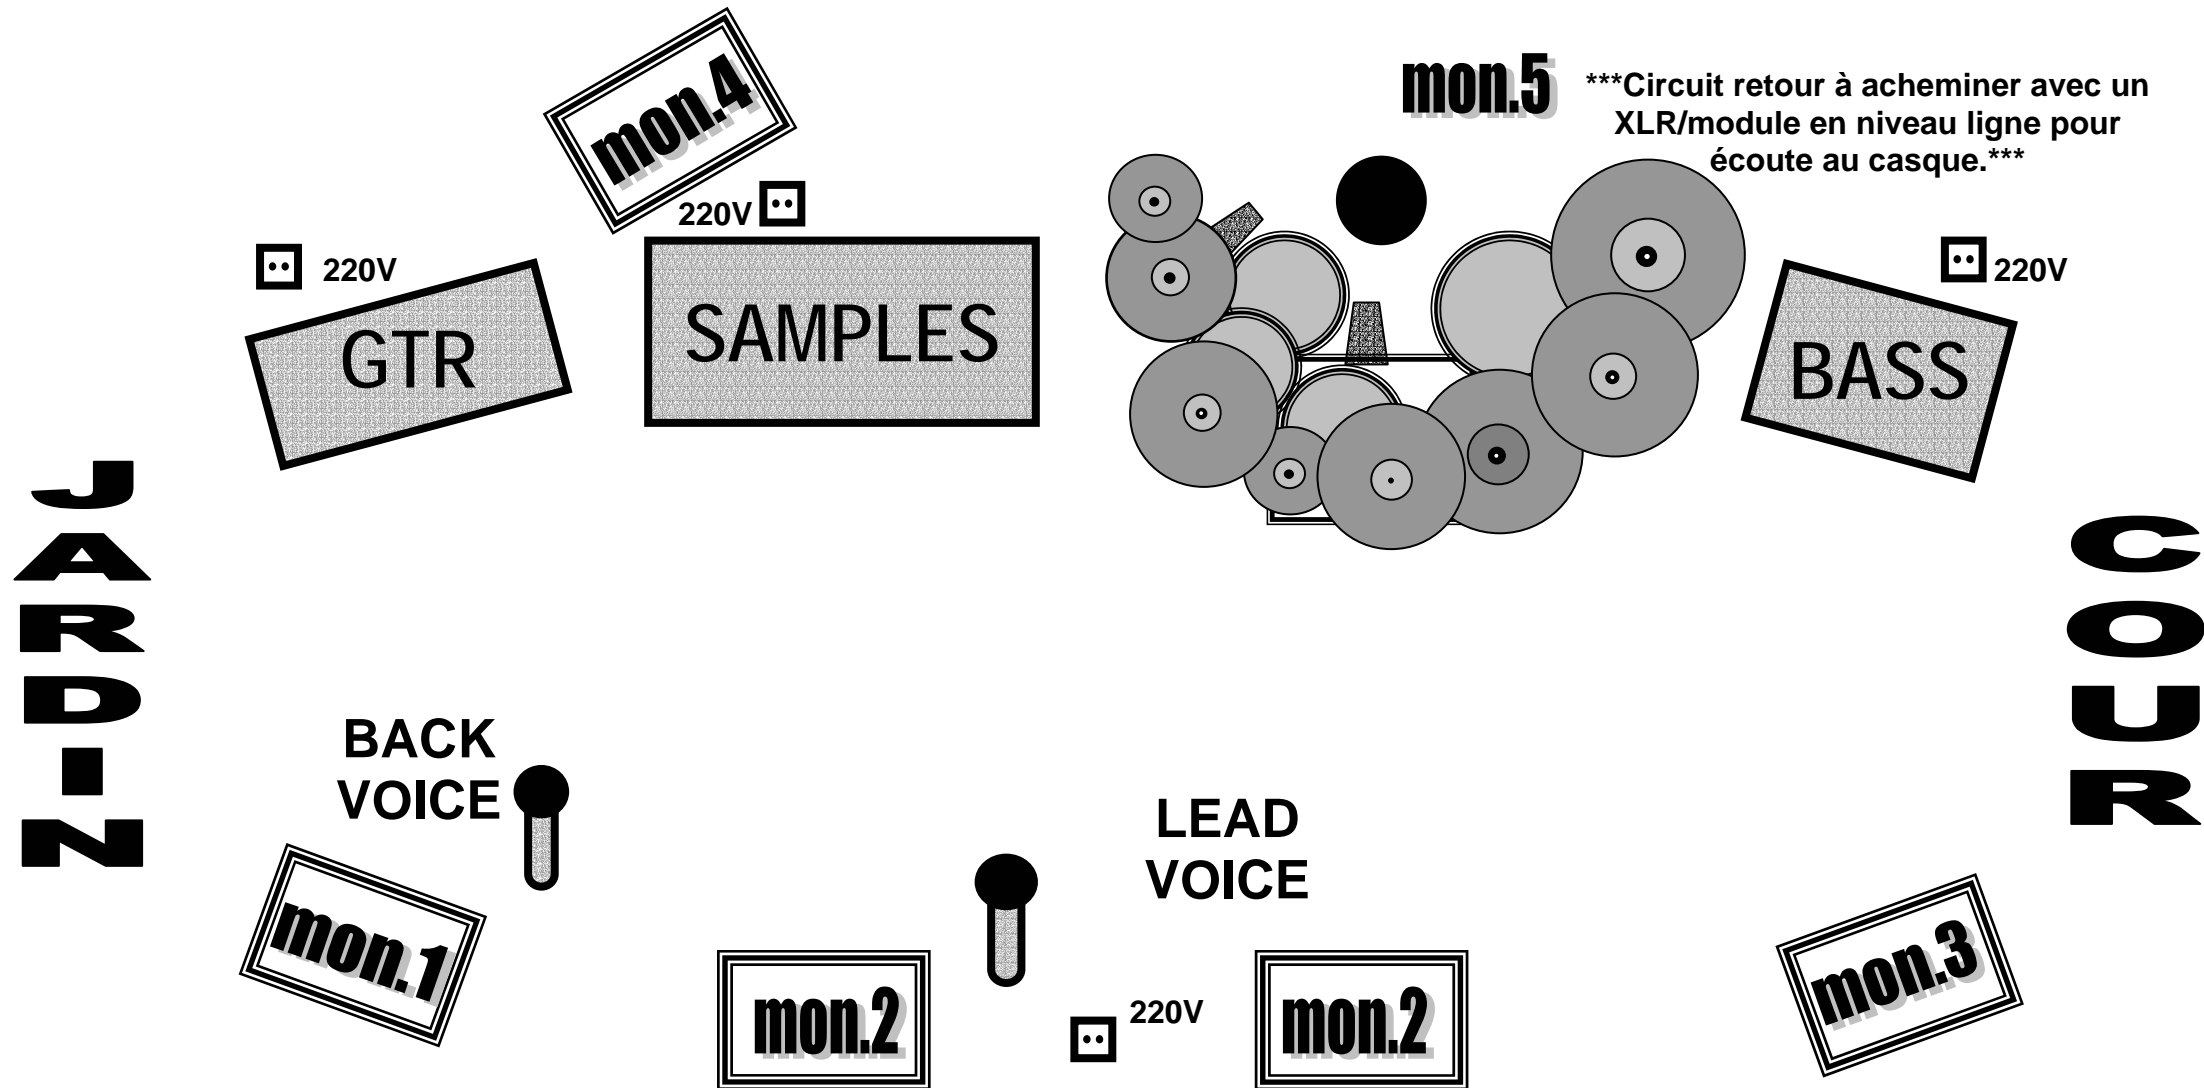 mon.4
mon.5
***Circuit retour à acheminer avec un
XLR/module en niveau ligne pour
écoute au casque.***
220V
220V
220V
GTR
SAMPLES
BASS
JARDIN
COUR
BACK
VOICE
LEAD
VOICE
mon.1
mon.2
220V
mon.2
mon.3